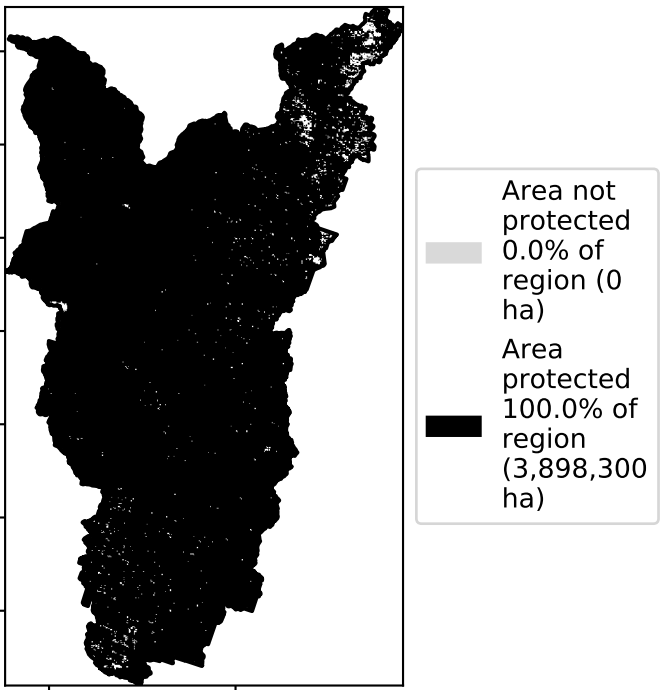 Area not
protected
0.0% of
region (0
ha)
Area
protected
100.0% of
region
(3,898,300
ha)